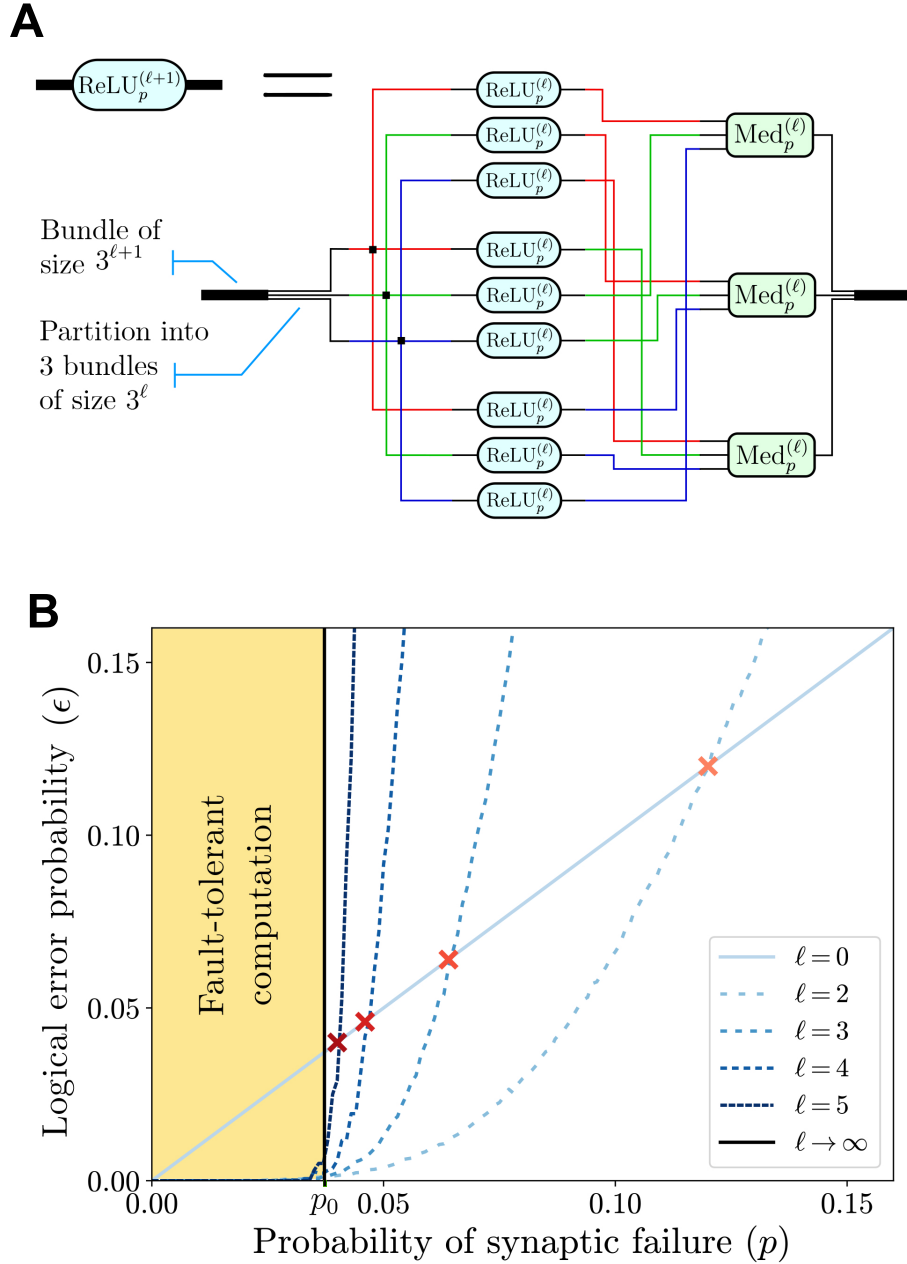 A
ReLU_p^(ℓ+1)
ReLU_p^(ℓ)
ReLU_p^(ℓ)
ReLU_p^(ℓ)
Med_p^(ℓ)
Bundle of
size 3^{ℓ+1}
ReLU_p^(ℓ)
ReLU_p^(ℓ)
ReLU_p^(ℓ)
Med_p^(ℓ)
Partition into
3 bundles
of size 3^ℓ
ReLU_p^(ℓ)
ReLU_p^(ℓ)
ReLU_p^(ℓ)
Med_p^(ℓ)
B
Logical error probability (ϵ)
0.15
0.10
0.05
0.00
Fault-tolerant
computation
ℓ = 0
ℓ = 2
ℓ = 3
ℓ = 4
ℓ = 5
ℓ → ∞
0.00 p_0 0.05 0.10 0.15
Probability of synaptic failure (p)